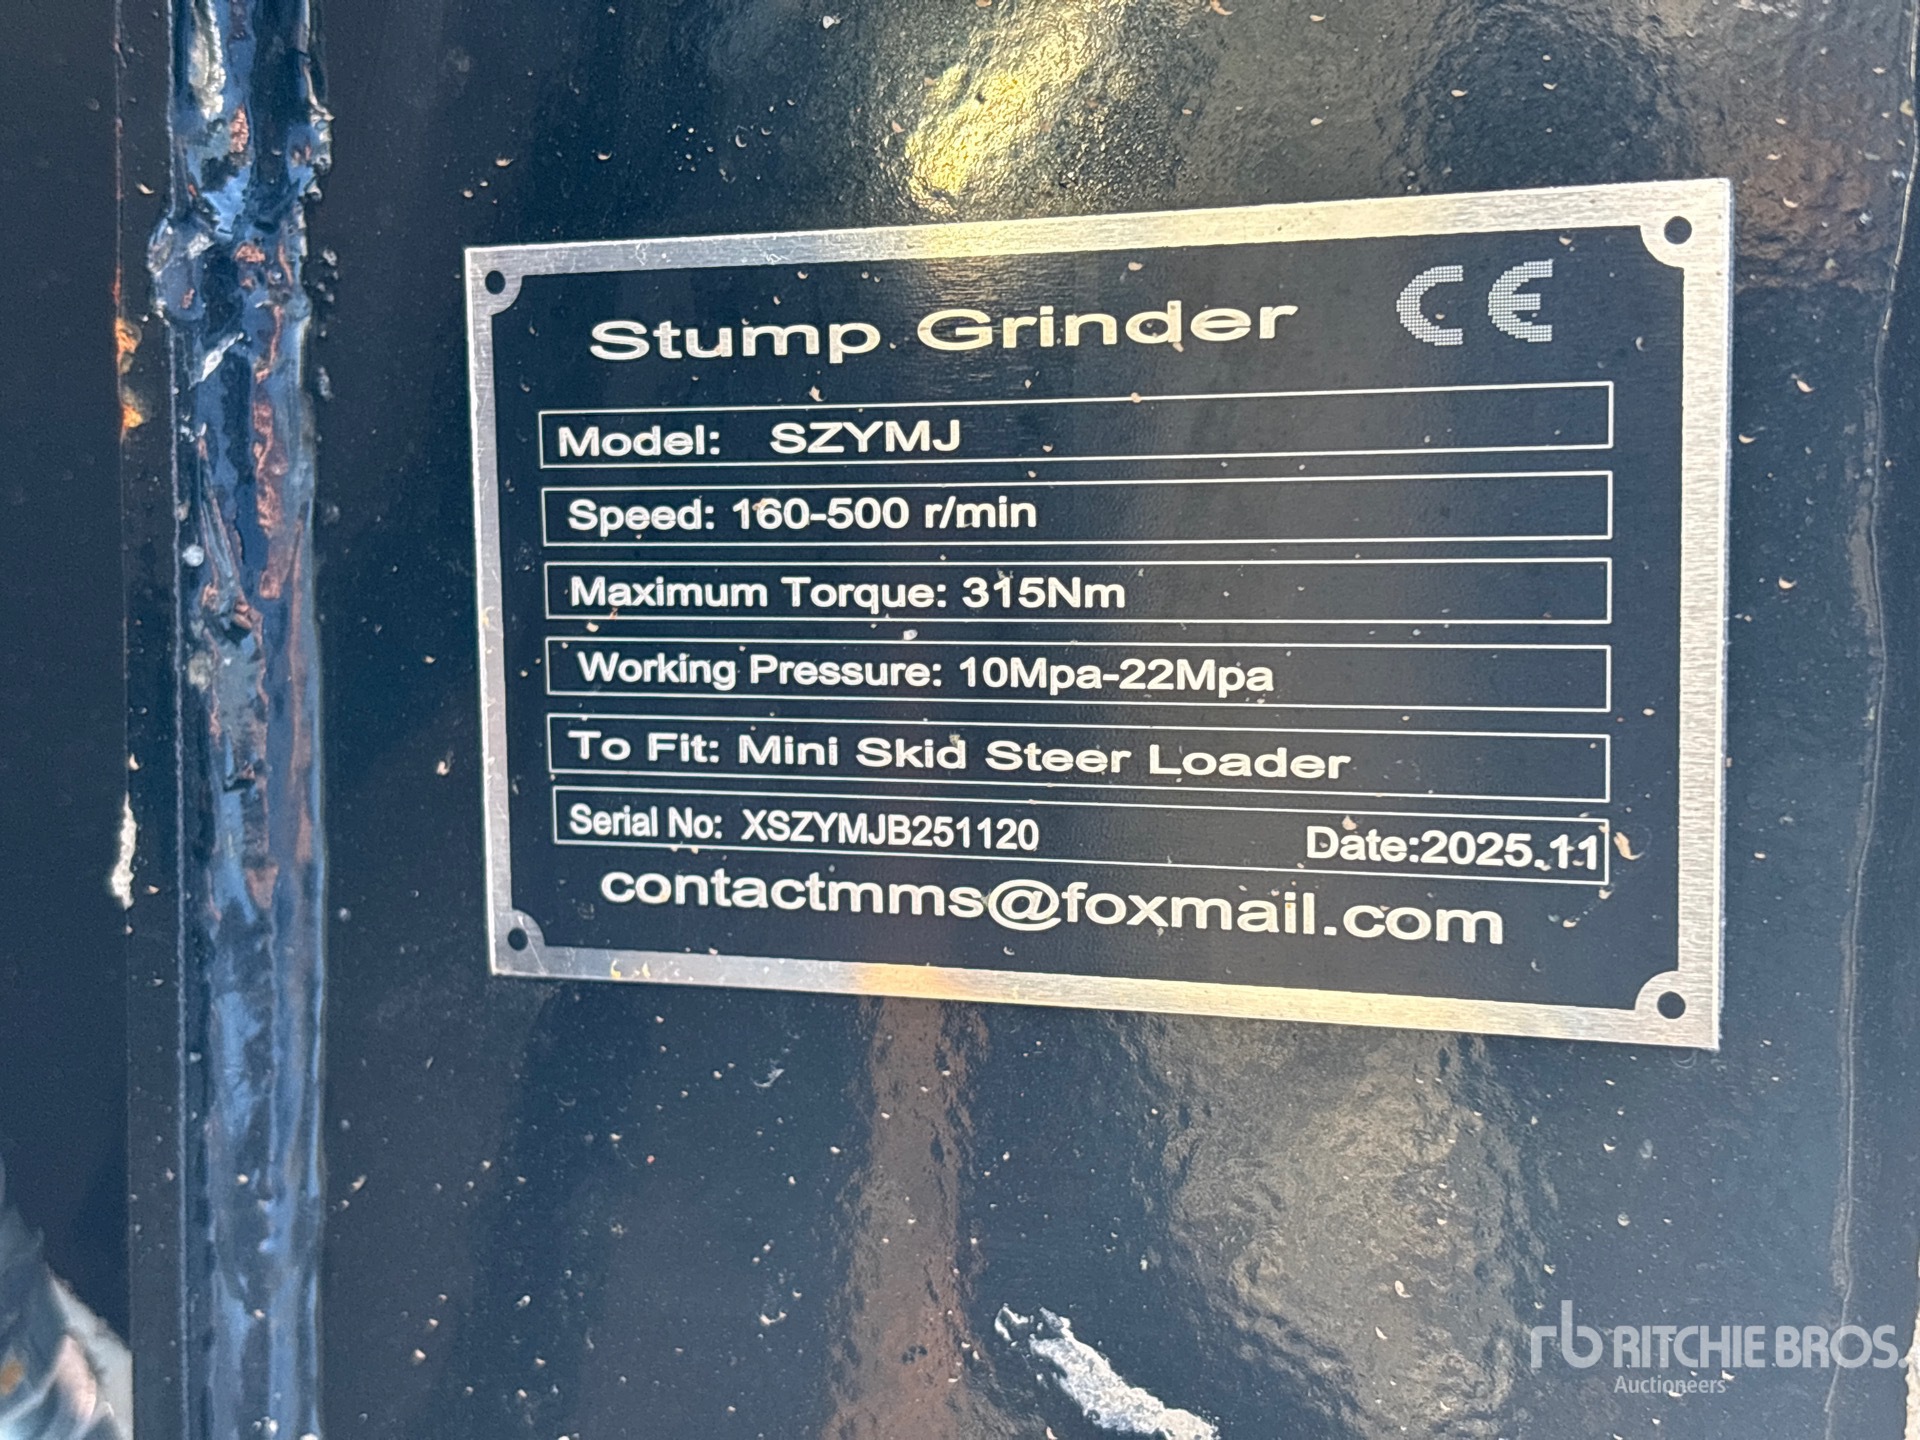 Stump Grinder CE
Model: SZYMJ
Speed: 160-500 r/min
Maximum Torque: 315Nm
Working Pressure: 10Mpa-22Mpa
To Fit: Mini Skid Steer Loader
Serial No: XSZYMJB251120 Date:2025.11
contactmms@foxmail.com
rb RITCHIE BROS.
Auctioneers